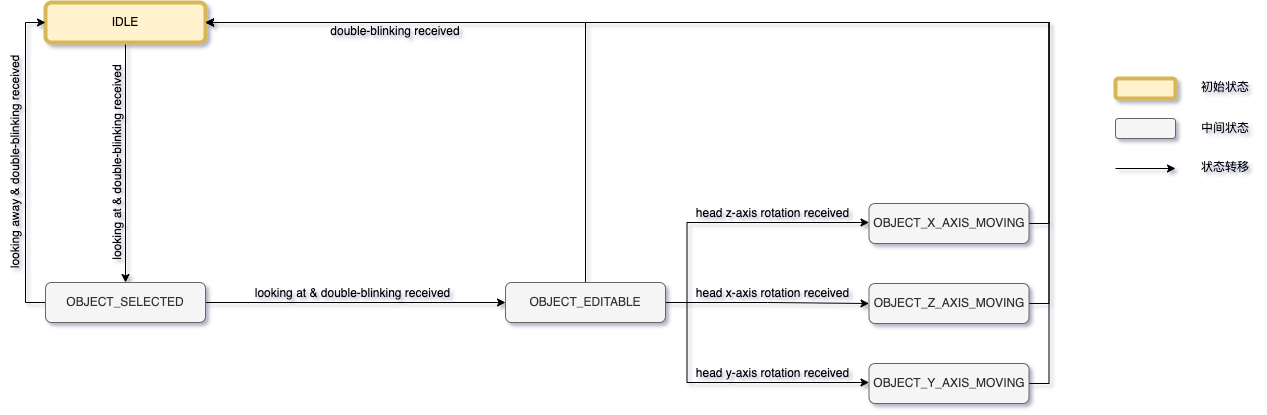 IDLE
double-blinking received
looking away & double-blinking received
looking at & double-blinking received
初始状态
中间状态
状态转移
head z-axis rotation received
OBJECT_X_AXIS_MOVING
OBJECT_SELECTED
looking at & double-blinking received
OBJECT_EDITABLE
head x-axis rotation received
OBJECT_Z_AXIS_MOVING
head y-axis rotation received
OBJECT_Y_AXIS_MOVING